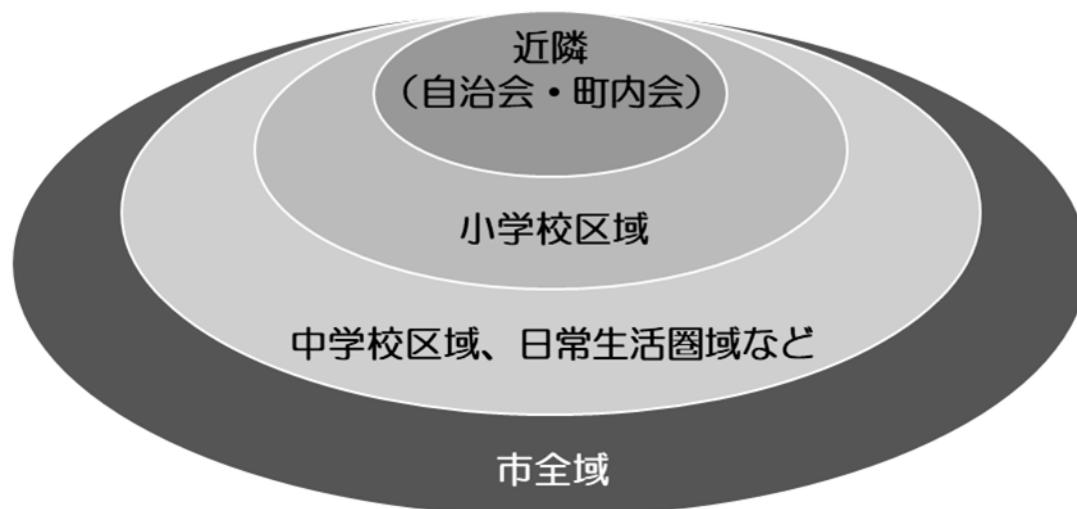 近隣
（自治会・町内会）
小学校区域
中学校区域、日常生活圏域など
市全域